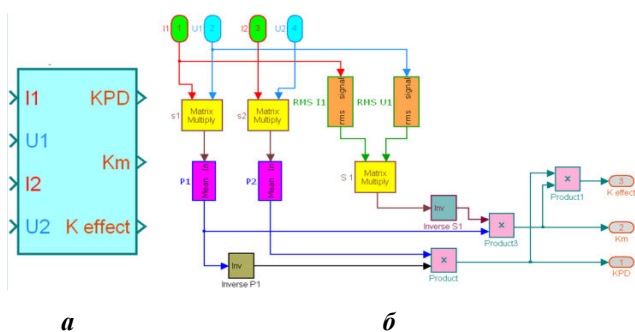 I1 KPD
U1
Km
I2
U2 K effect
I1 1 U1 2 I2 3 U2 4
s1 Matrix Multiply
s2 Matrix Multiply
RMS I1 signal rms
RMS U1 signal rms
P1 Mean In
P2 Mean In
S 1 Matrix Multiply
Inv
Inverse S1
Inv
Inverse P1
×
Product
×
Product3
×
Product1
3
K effect
2
Km
1
KPD
а б